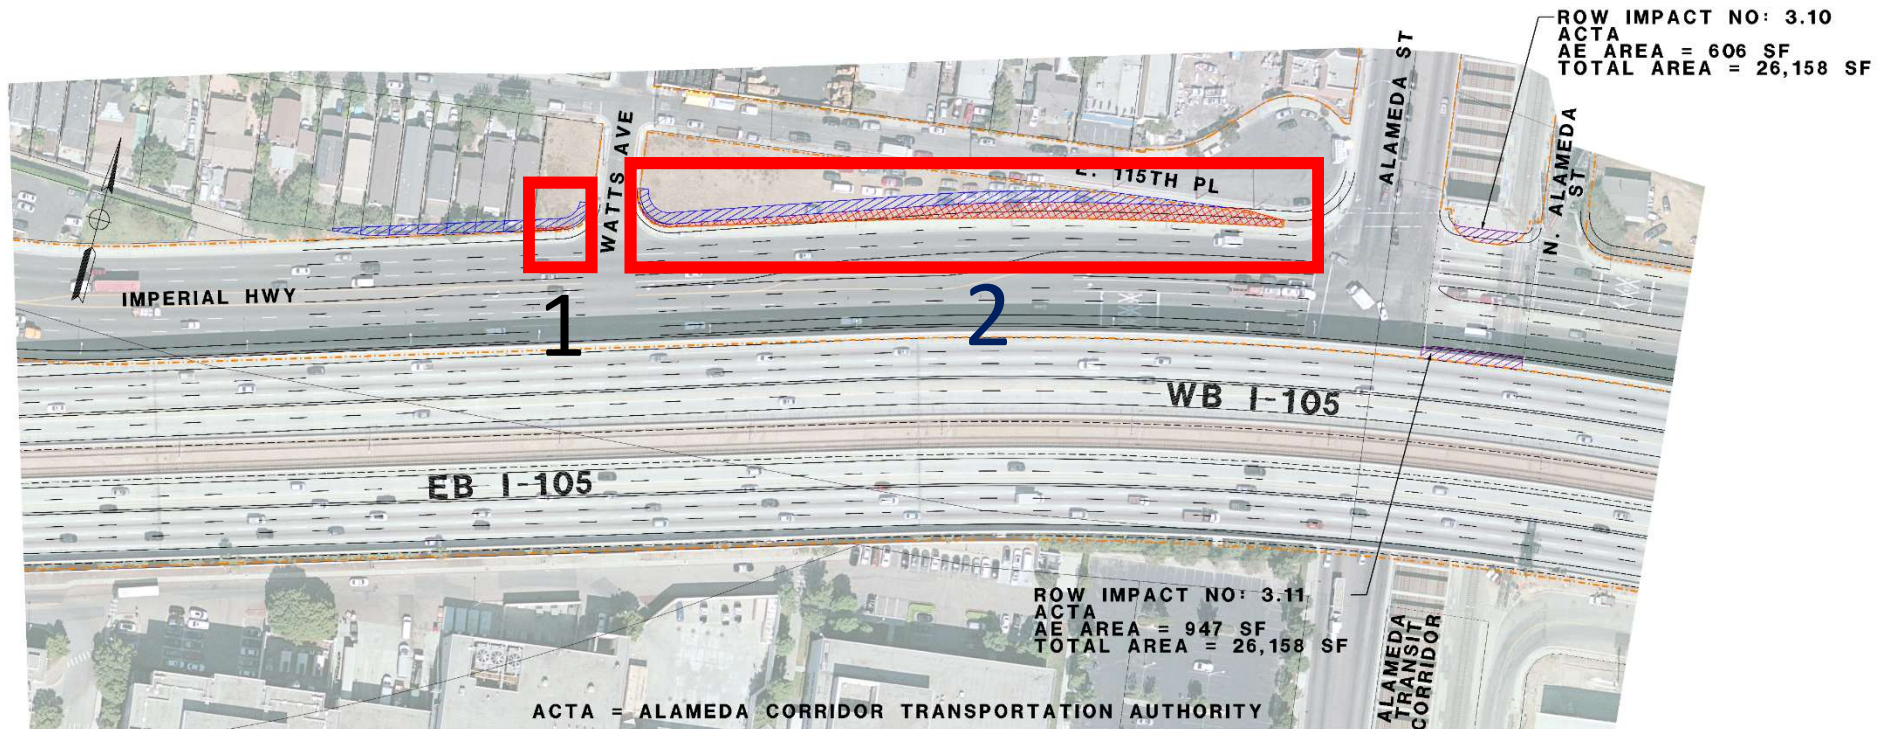 ROW IMPACT NO: 3.10
ACTA
AE AREA = 606 SF
TOTAL AREA = 26,158 SF
ALAMEDA ST
N. ALAMEDA
ST
WATTS AVE
E. 115TH PL
IMPERIAL HWY
1
2
WB I-105
EB I-105
ROW IMPACT NO: 3.11
ACTA
AE AREA = 947 SF
TOTAL AREA = 26,158 SF
ALAMEDA
TRANSIT
CORRIDOR
ACTA = ALAMEDA CORRIDOR TRANSPORTATION AUTHORITY